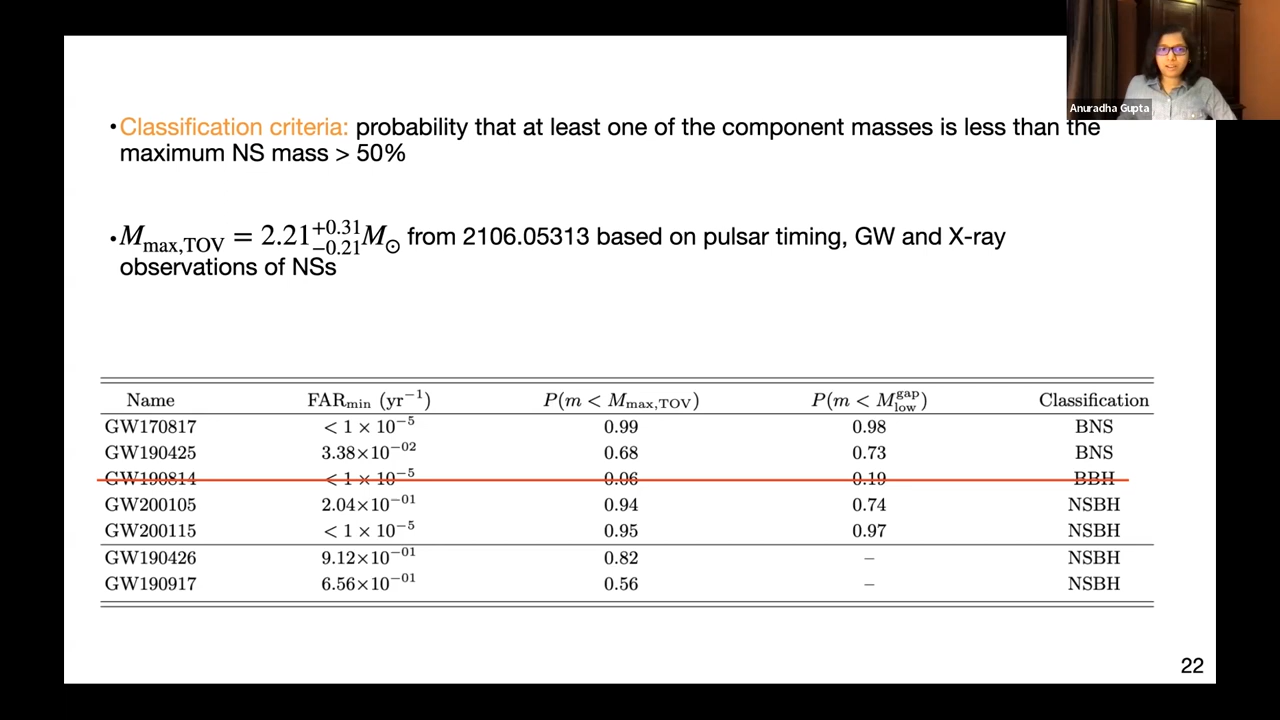 Anuradha Gupta
•Classification criteria: probability that at least one of the component masses is less than the
maximum NS mass > 50%
•M_max,TOV = 2.21^{+0.31}_{−0.21} M_⊙ from 2106.05313 based on pulsar timing, GW and X-ray
observations of NSs
Name FAR_min (yr^{−1}) P(m < M_max,TOV) P(m < M^{gap}_{low}) Classification
GW170817 < 1 × 10^{−5} 0.99 0.98 BNS
GW190425 3.38×10^{−02} 0.68 0.73 BNS
GW190814 < 1 × 10^{−5} 0.06 0.19 BBH
GW200105 2.04×10^{−01} 0.94 0.74 NSBH
GW200115 < 1 × 10^{−5} 0.95 0.97 NSBH
GW190426 9.12×10^{−01} 0.82 – NSBH
GW190917 6.56×10^{−01} 0.56 – NSBH
22